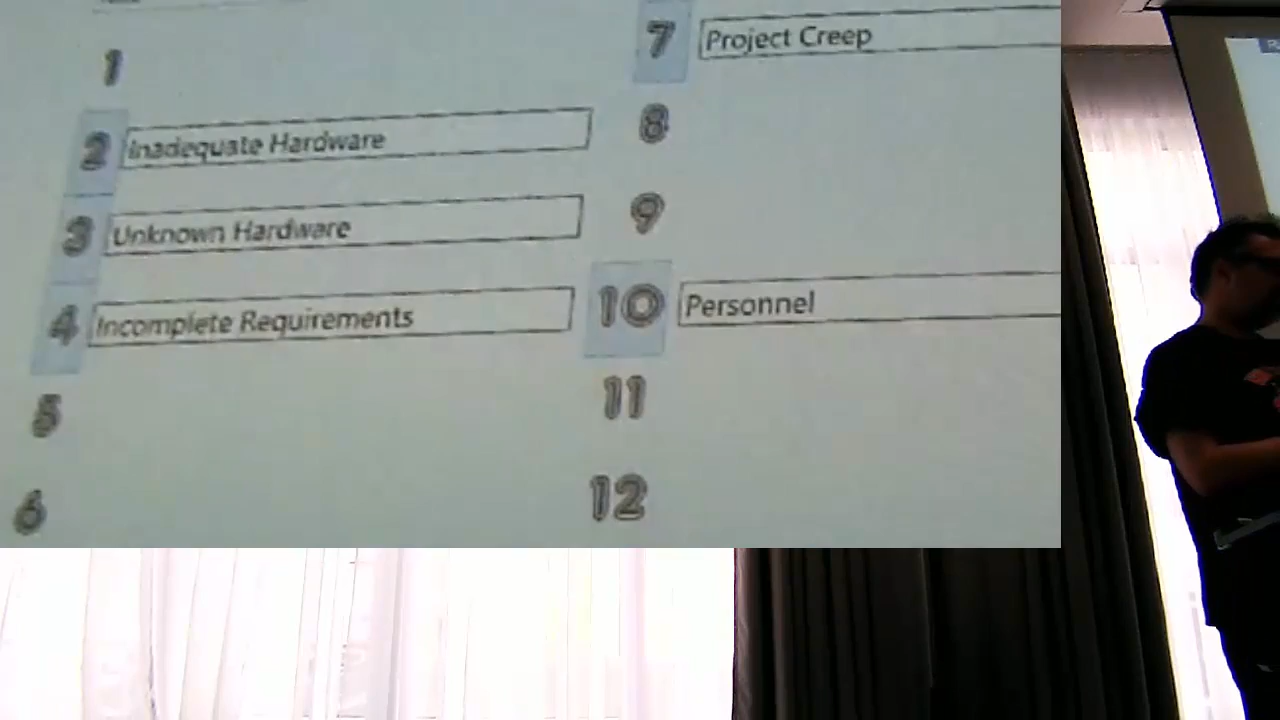 1
2 Inadequate Hardware
3 Unknown Hardware
4 Incomplete Requirements
5
6
7 Project Creep
8
9
10 Personnel
11
12